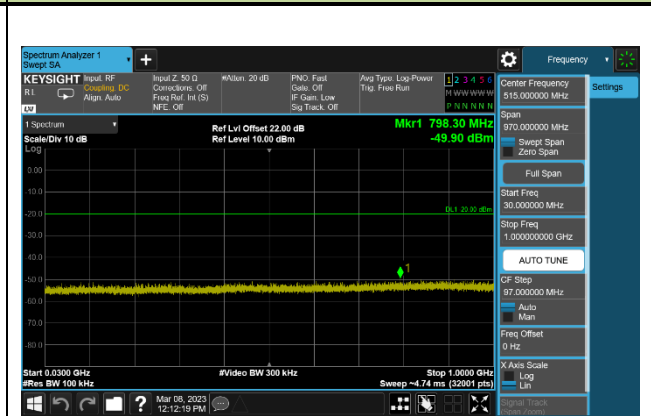 Spectrum Analyzer 1
Swept SA
+
Frequency
KEYSIGHT
RL
LXI
Input: RF
Coupling: DC
Align: Auto
Input Z: 50 Ω
Corrections: Off
Freq Ref: Int (S)
NFE: Off
#Atten: 20 dB
PNO: Fast
Gate: Off
IF Gain: Low
Sig Track: Off
Avg Type: Log-Power
Trig: Free Run
1 2 3 4 5 6
M W W W W W
P N N N N N
Center Frequency
515.000000 MHz
Settings
1 Spectrum
Scale/Div 10 dB
Ref Lvl Offset 22.00 dB
Ref Level 10.00 dBm
Mkr1 798.30 MHz
-49.90 dBm
Span
970.000000 MHz
Swept Span
Zero Span
Full Span
Start Freq
30.000000 MHz
Stop Freq
1.000000000 GHz
AUTO TUNE
CF Step
97.000000 MHz
Auto
Man
Freq Offset
0 Hz
X Axis Scale
Log
Lin
Signal Track
(Span Zoom)
Log
0.00
-10.0
-20.0
-30.0
-40.0
-50.0
-60.0
-70.0
-80.0
DL1 -20.00 dBm
1
Start 0.0300 GHz
#Res BW 100 kHz
#Video BW 300 kHz
Stop 1.0000 GHz
Sweep ~4.74 ms (32001 pts)
?
Mar 08, 2023
12:12:19 PM